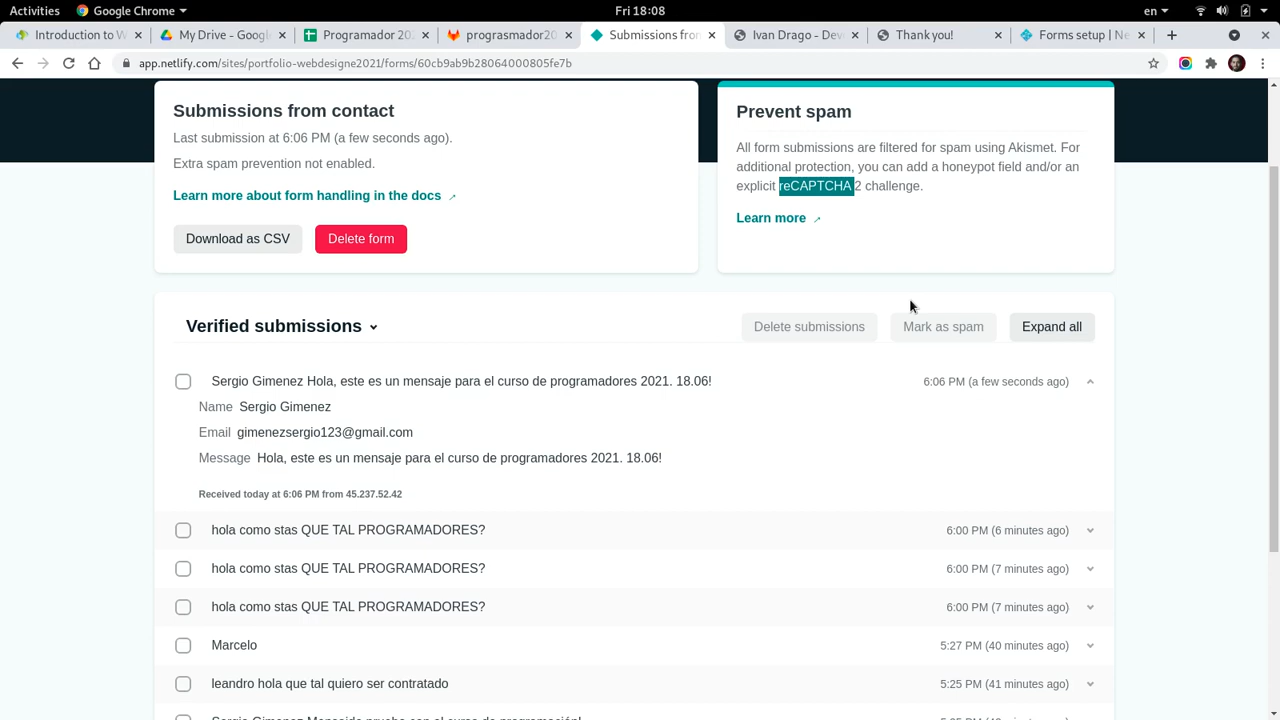 Activities
Google Chrome
Fri 18:08
en
Introduction to W
My Drive - Googl
Programador 202
prograsmador20
Submissions from
Ivan Drago - Dev
Thank you!
Forms setup | Ne
app.netlify.com/sites/portfolio-webdesigne2021/forms/60cb9ab9b28064000805fe7b
Submissions from contact
Last submission at 6:06 PM (a few seconds ago).
Extra spam prevention not enabled.
Learn more about form handling in the docs
Download as CSV
Delete form
Prevent spam
All form submissions are filtered for spam using Akismet. For
additional protection, you can add a honeypot field and/or an
explicit reCAPTCHA 2 challenge.
Learn more
Verified submissions
Delete submissions
Mark as spam
Expand all
Sergio Gimenez Hola, este es un mensaje para el curso de programadores 2021. 18.06!
6:06 PM (a few seconds ago)
Name Sergio Gimenez
Email gimenezsergio123@gmail.com
Message Hola, este es un mensaje para el curso de programadores 2021. 18.06!
Received today at 6:06 PM from 45.237.52.42
hola como stas QUE TAL PROGRAMADORES?
6:00 PM (6 minutes ago)
hola como stas QUE TAL PROGRAMADORES?
6:00 PM (7 minutes ago)
hola como stas QUE TAL PROGRAMADORES?
6:00 PM (7 minutes ago)
Marcelo
5:27 PM (40 minutes ago)
leandro hola que tal quiero ser contratado
5:25 PM (41 minutes ago)